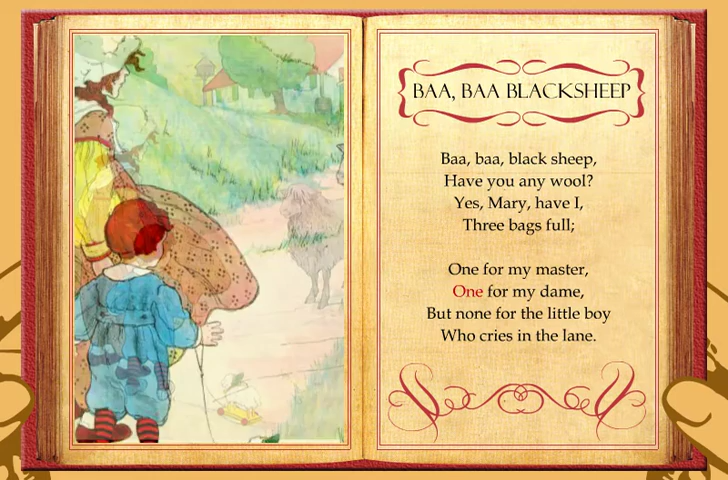 BAA, BAA BLACKSHEEP
Baa, baa, black sheep,
Have you any wool?
Yes, Mary, have I,
Three bags full;
One for my master,
One for my dame,
But none for the little boy
Who cries in the lane.